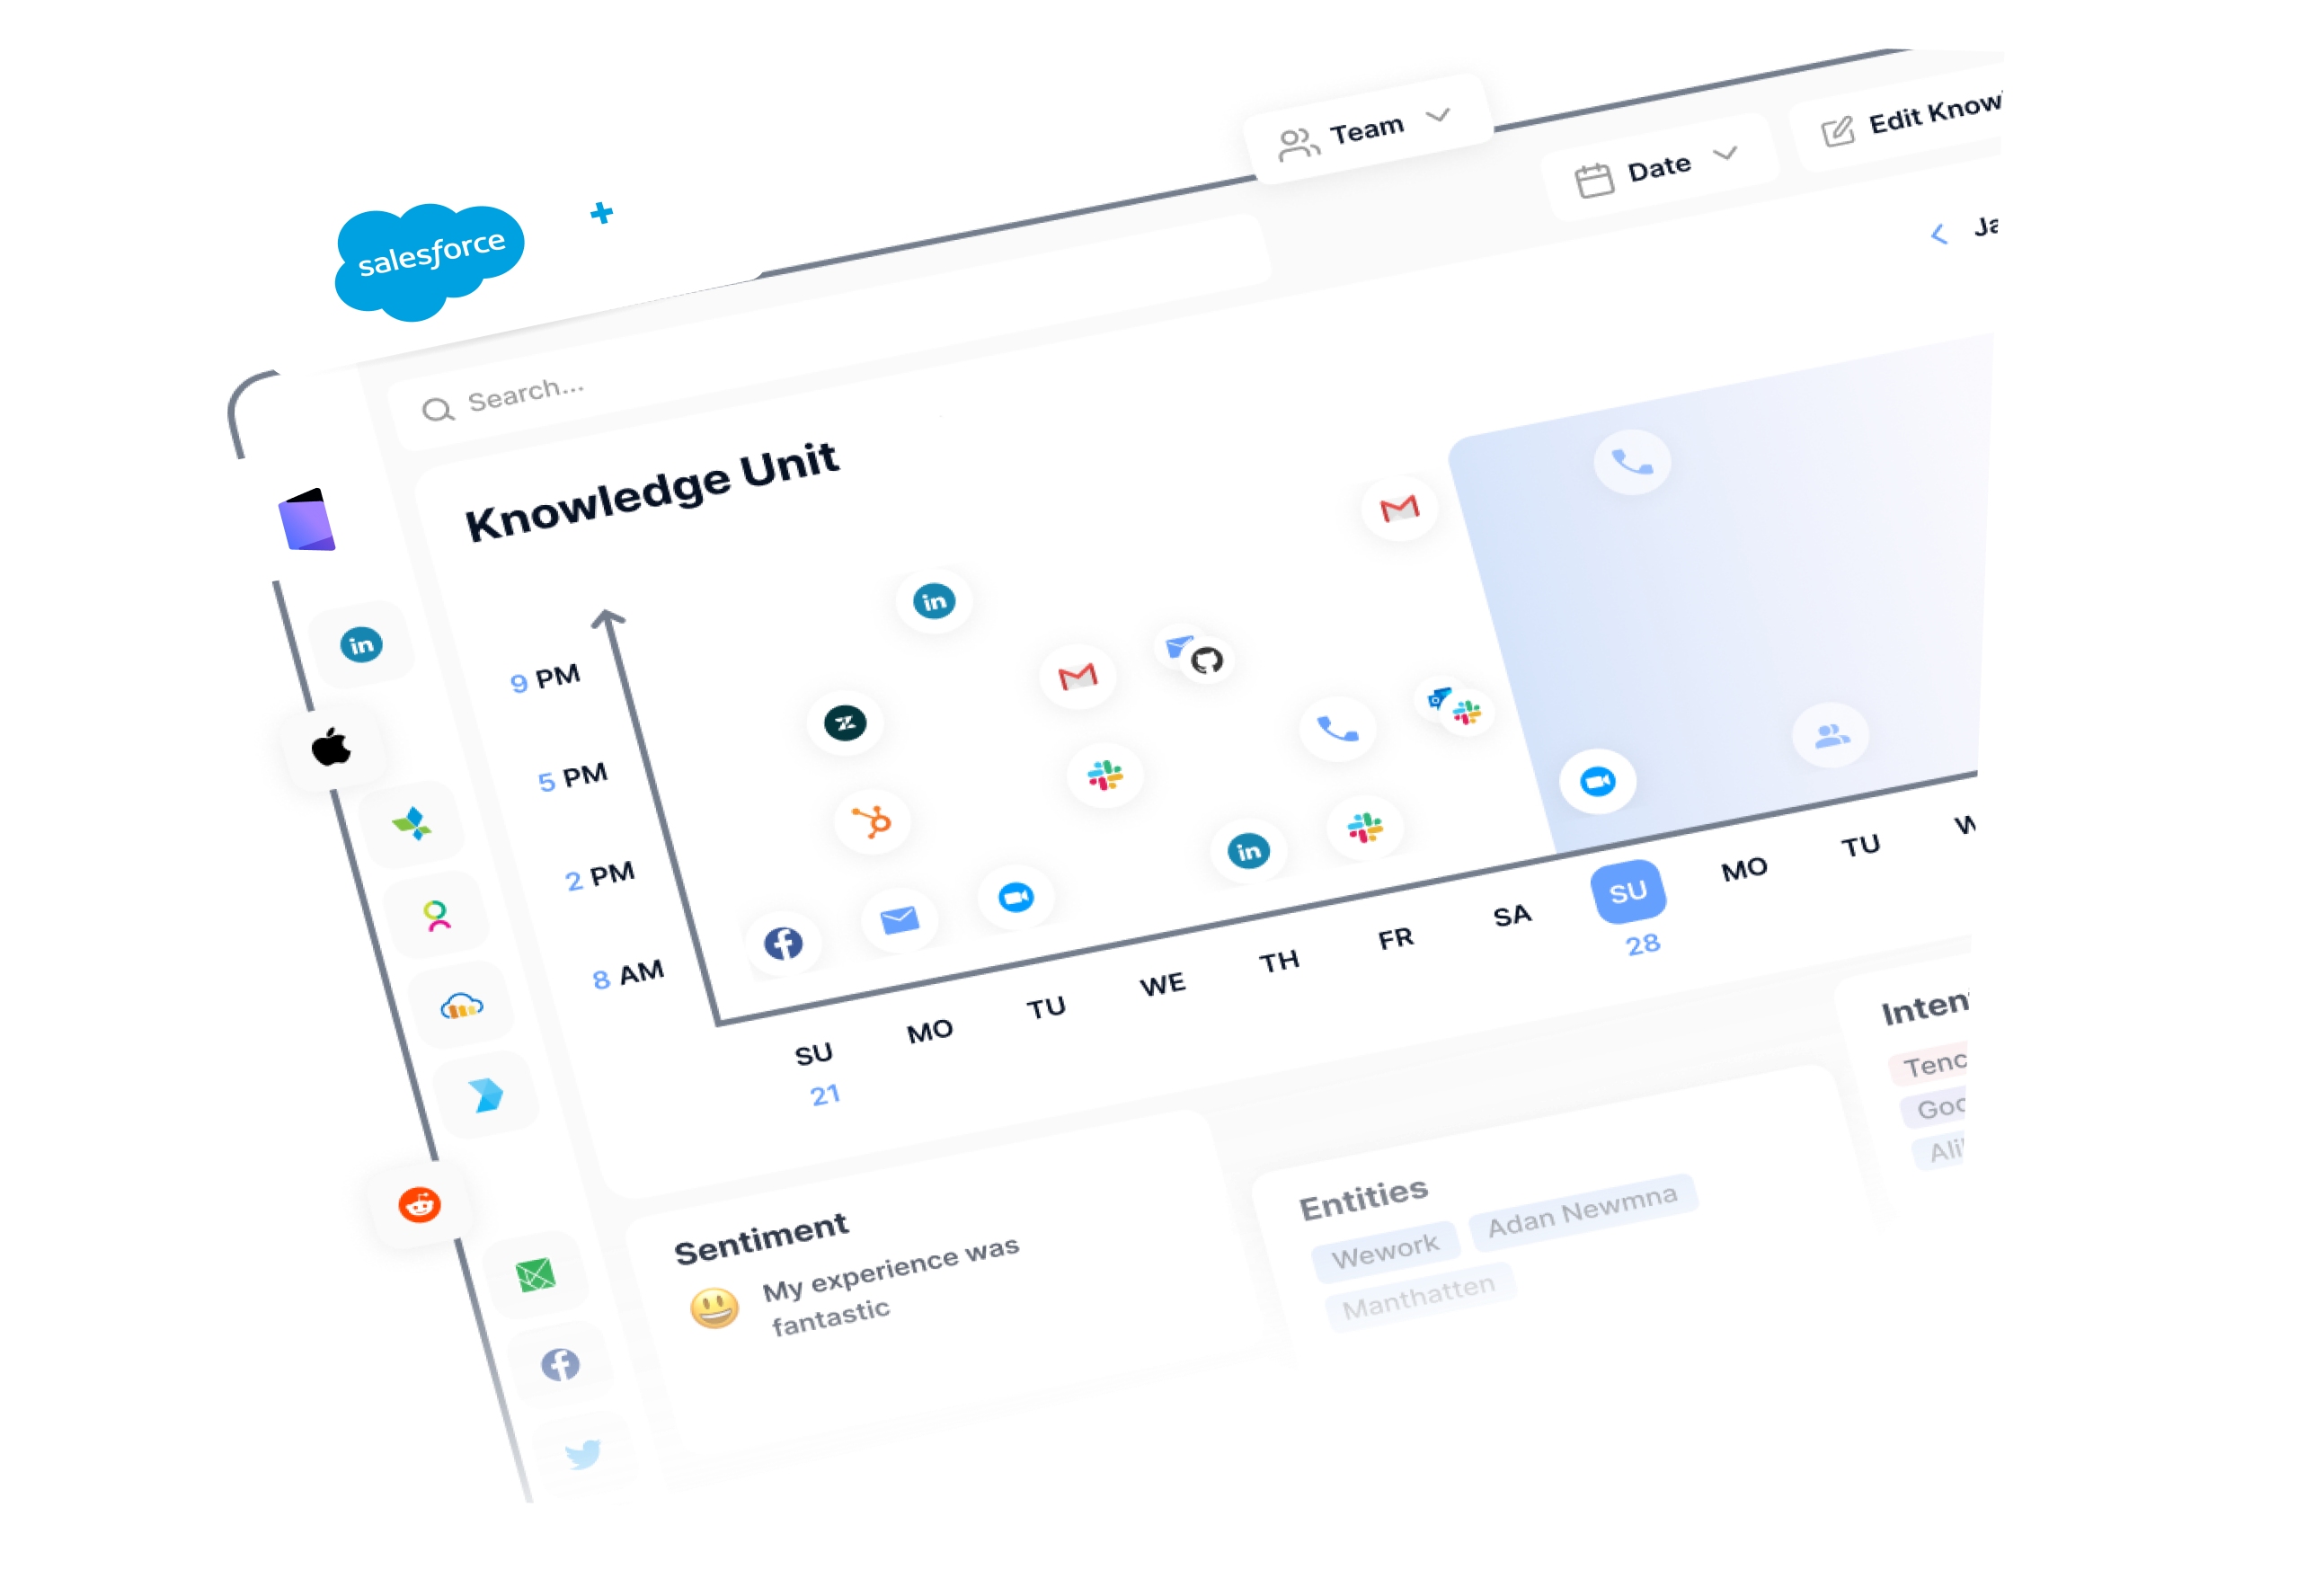 salesforce
Team
Date
Edit Know
Ja
Search...
Knowledge Unit
9 PM
5 PM
2 PM
8 AM
SU
MO
TU
WE
TH
FR
SA
SU
MO
TU
W
21
28
Sentiment
My experience was
fantastic
Entities
Wework
Adan Newmna
Manthatten
Inten
Tenc
Goo
Ali